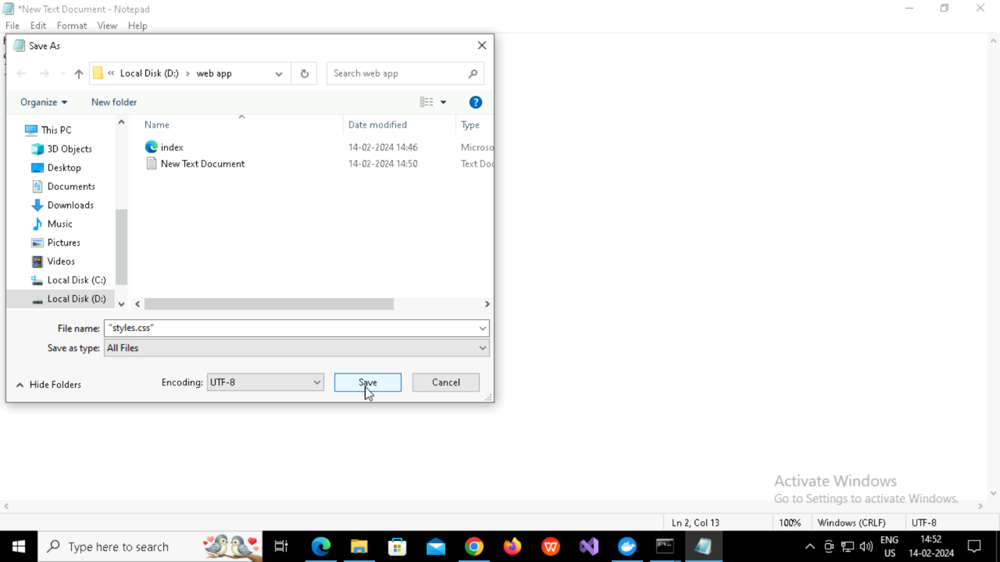 *New Text Document - Notepad
File Edit Format View Help
Save As
« Local Disk (D:) › web app
Search web app
Organize New folder
?
Name Date modified Type
index 14-02-2024 14:46 Microso
New Text Document 14-02-2024 14:50 Text Doc
This PC
3D Objects
Desktop
Documents
Downloads
Music
Pictures
Videos
Local Disk (C:)
Local Disk (D:)
File name: "styles.css"
Save as type: All Files
Hide Folders
Encoding: UTF-8
Save Cancel
Activate Windows
Go to Settings to activate Windows.
Ln 2, Col 13 100% Windows (CRLF) UTF-8
Type here to search
W
ENG
US
14:52
14-02-2024